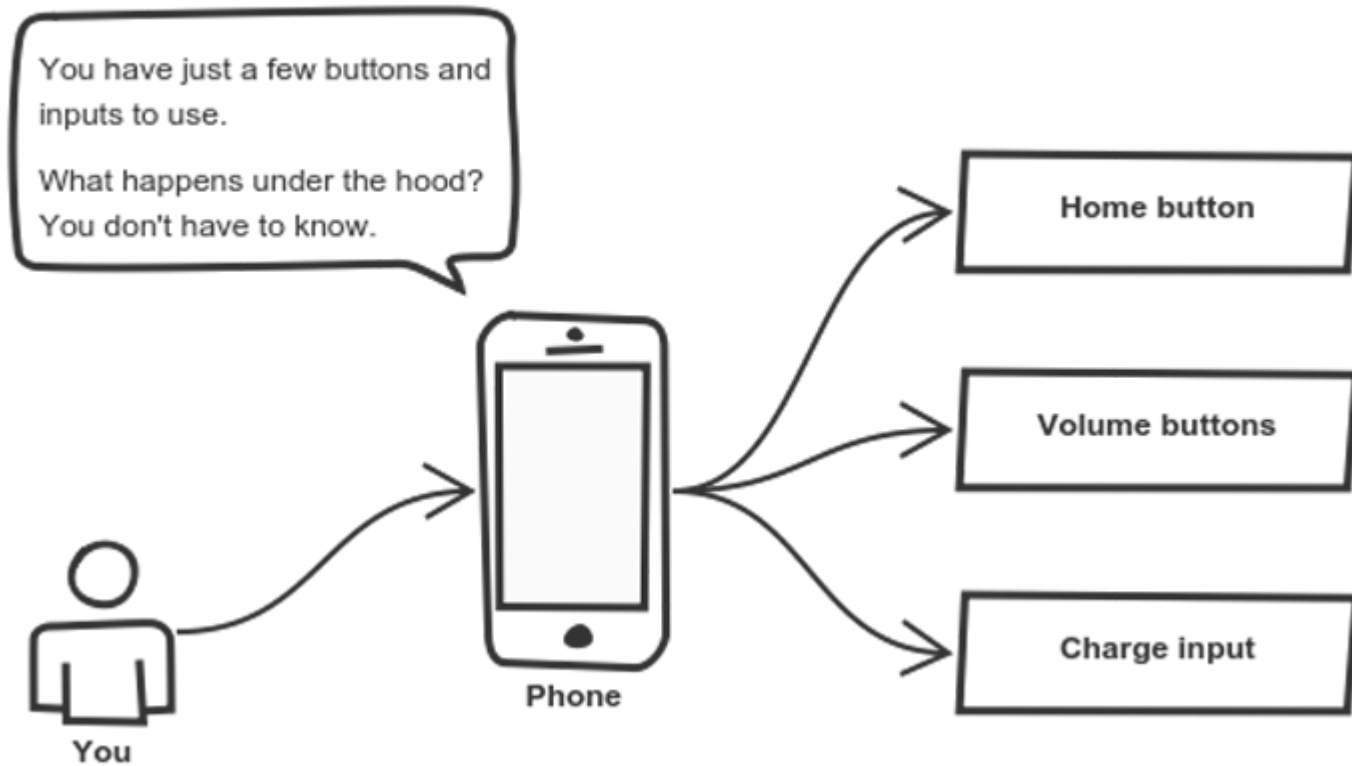 You have just a few buttons and
inputs to use.
What happens under the hood?
You don't have to know.
Home button
Volume buttons
Charge input
Phone
You